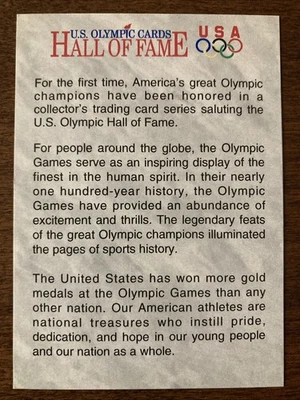 U.S. OLYMPIC CARDS
HALL OF FAME
USA
For the first time, America's great Olympic
champions have been honored in a
collector's trading card series saluting the
U.S. Olympic Hall of Fame.
For people around the globe, the Olympic
Games serve as an inspiring display of the
finest in the human spirit. In their nearly
one hundred-year history, the Olympic
Games have provided an abundance of
excitement and thrills. The legendary feats
of the great Olympic champions illuminated
the pages of sports history.
The United States has won more gold
medals at the Olympic Games than any
other nation. Our American athletes are
national treasures who instill pride,
dedication, and hope in our young people
and our nation as a whole.